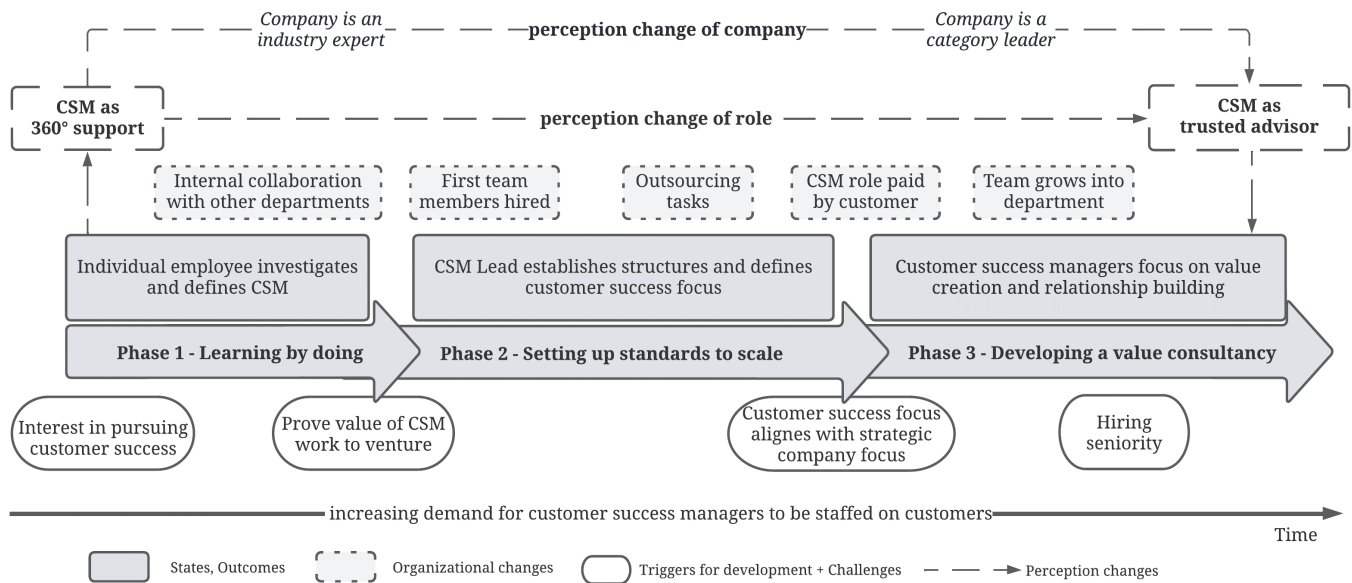 Company is an
industry expert
perception change of company
Company is a
category leader
CSM as
360° support
perception change of role
CSM as
trusted advisor
Internal collaboration
with other departments
First team
members hired
Outsourcing
tasks
CSM role paid
by customer
Team grows into
department
Individual employee investigates
and defines CSM
CSM Lead establishes structures and defines
customer success focus
Customer success managers focus on value
creation and relationship building
Phase 1 - Learning by doing
Phase 2 - Setting up standards to scale
Phase 3 - Developing a value consultancy
Interest in pursuing
customer success
Prove value of CSM
work to venture
Customer success focus
alignes with strategic
company focus
Hiring
seniority
increasing demand for customer success managers to be staffed on customers
Time
States, Outcomes
Organizational changes
Triggers for development + Challenges
Perception changes